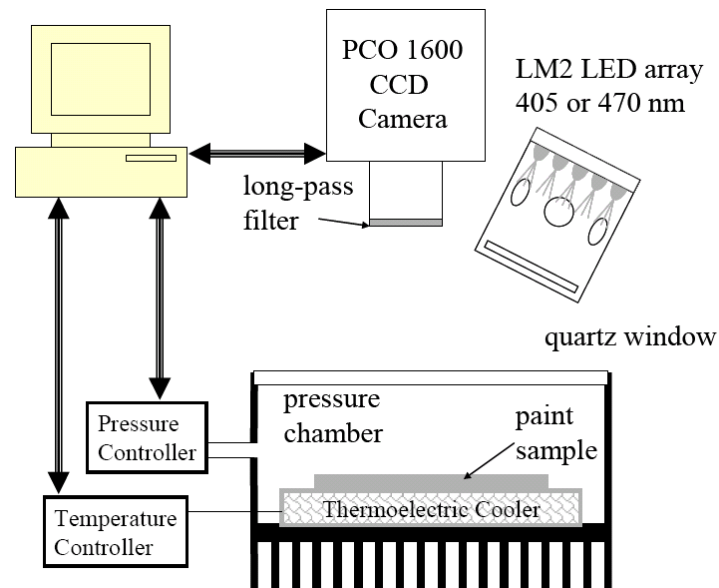 PCO 1600
CCD
Camera
LM2 LED array
405 or 470 nm
long-pass
filter
quartz window
pressure
chamber
paint
sample
Pressure
Controller
Thermoelectric Cooler
Temperature
Controller